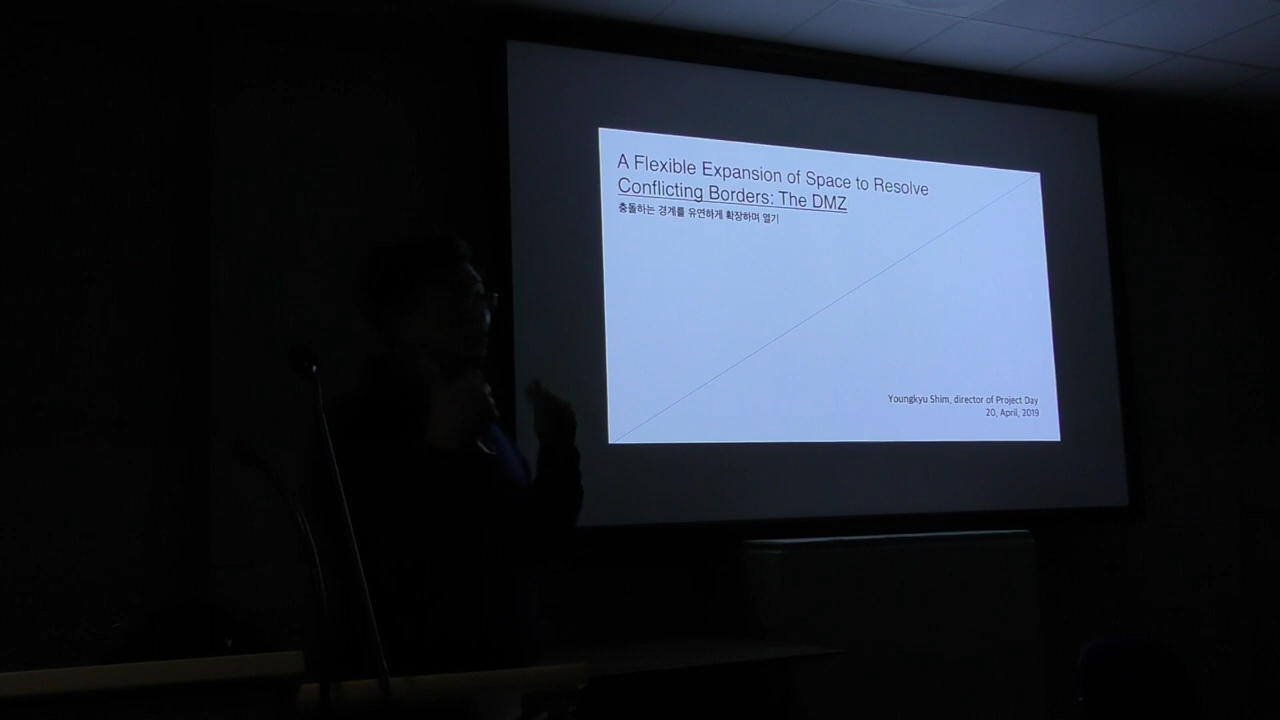 A Flexible Expansion of Space to Resolve
Conflicting Borders: The DMZ
충돌하는 경계를 유연하게 확장하며 열기
Youngkyu Shim, director of Project Day
20, April, 2019